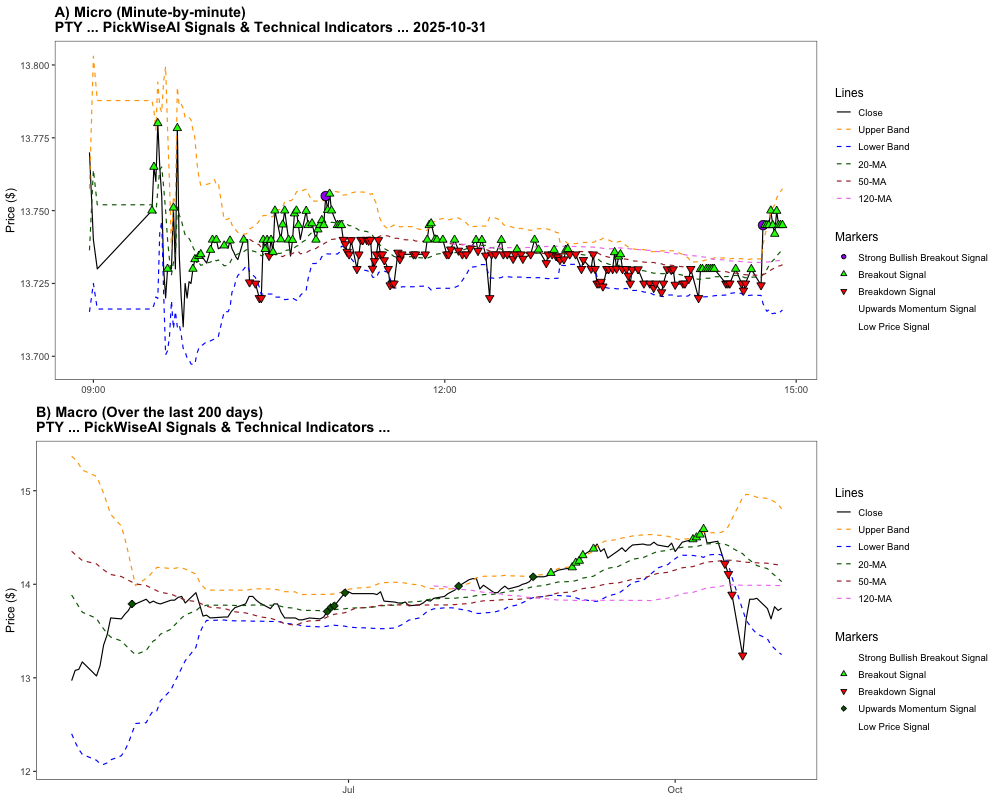 A) Micro (Minute-by-minute)
PTY ... PickWiseAI Signals & Technical Indicators ... 2025-10-31
Price ($)
13.800
13.775
13.750
13.725
13.700
09:00
12:00
15:00
Lines
Close
Upper Band
Lower Band
20-MA
50-MA
120-MA
Markers
Strong Bullish Breakout Signal
Breakout Signal
Breakdown Signal
Upwards Momentum Signal
Low Price Signal
B) Macro (Over the last 200 days)
PTY ... PickWiseAI Signals & Technical Indicators ...
Price ($)
15
14
13
12
Jul
Oct
Lines
Close
Upper Band
Lower Band
20-MA
50-MA
120-MA
Markers
Strong Bullish Breakout Signal
Breakout Signal
Breakdown Signal
Upwards Momentum Signal
Low Price Signal